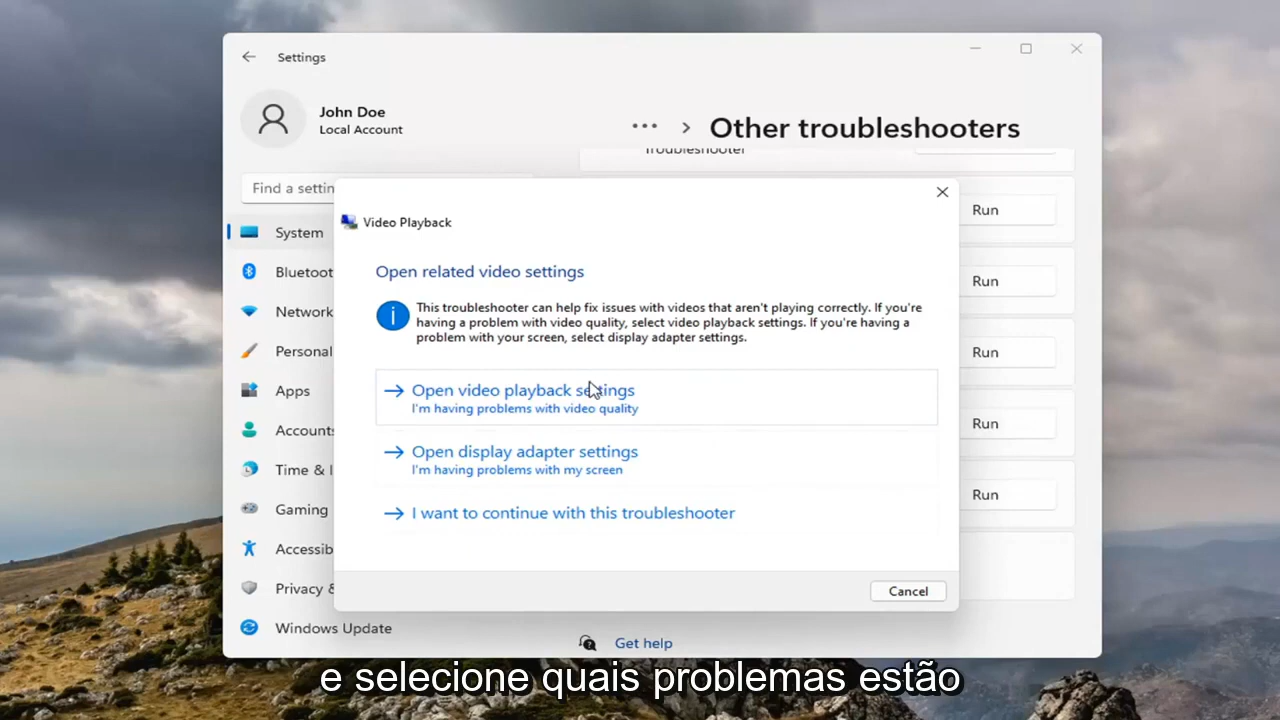 Settings
John Doe
Local Account
Other troubleshooters
Troubleshooter
Find a settin
System
Bluetoot
Network
Personal
Apps
Accounts
Time & l
Gaming
Accessib
Privacy &
Windows Update
Run
Run
Run
Run
Run
Video Playback
Open related video settings
This troubleshooter can help fix issues with videos that aren't playing correctly. If you're
having a problem with video quality, select video playback settings. If you're having a
problem with your screen, select display adapter settings.
Open video playback settings
I'm having problems with video quality
Open display adapter settings
I'm having problems with my screen
I want to continue with this troubleshooter
Cancel
Get help
e selecione quais problemas estão